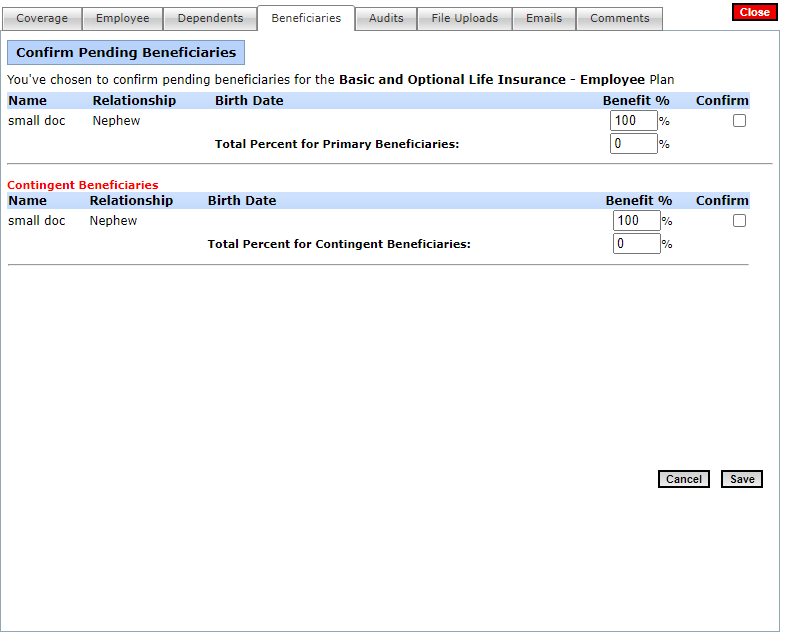 Coverage Employee Dependents Beneficiaries Audits File Uploads Emails Comments Close
Confirm Pending Beneficiaries
You've chosen to confirm pending beneficiaries for the Basic and Optional Life Insurance - Employee Plan
Name Relationship Birth Date Benefit % Confirm
small doc Nephew 100 %
Total Percent for Primary Beneficiaries: 0 %
Contingent Beneficiaries
Name Relationship Birth Date Benefit % Confirm
small doc Nephew 100 %
Total Percent for Contingent Beneficiaries: 0 %
Cancel Save